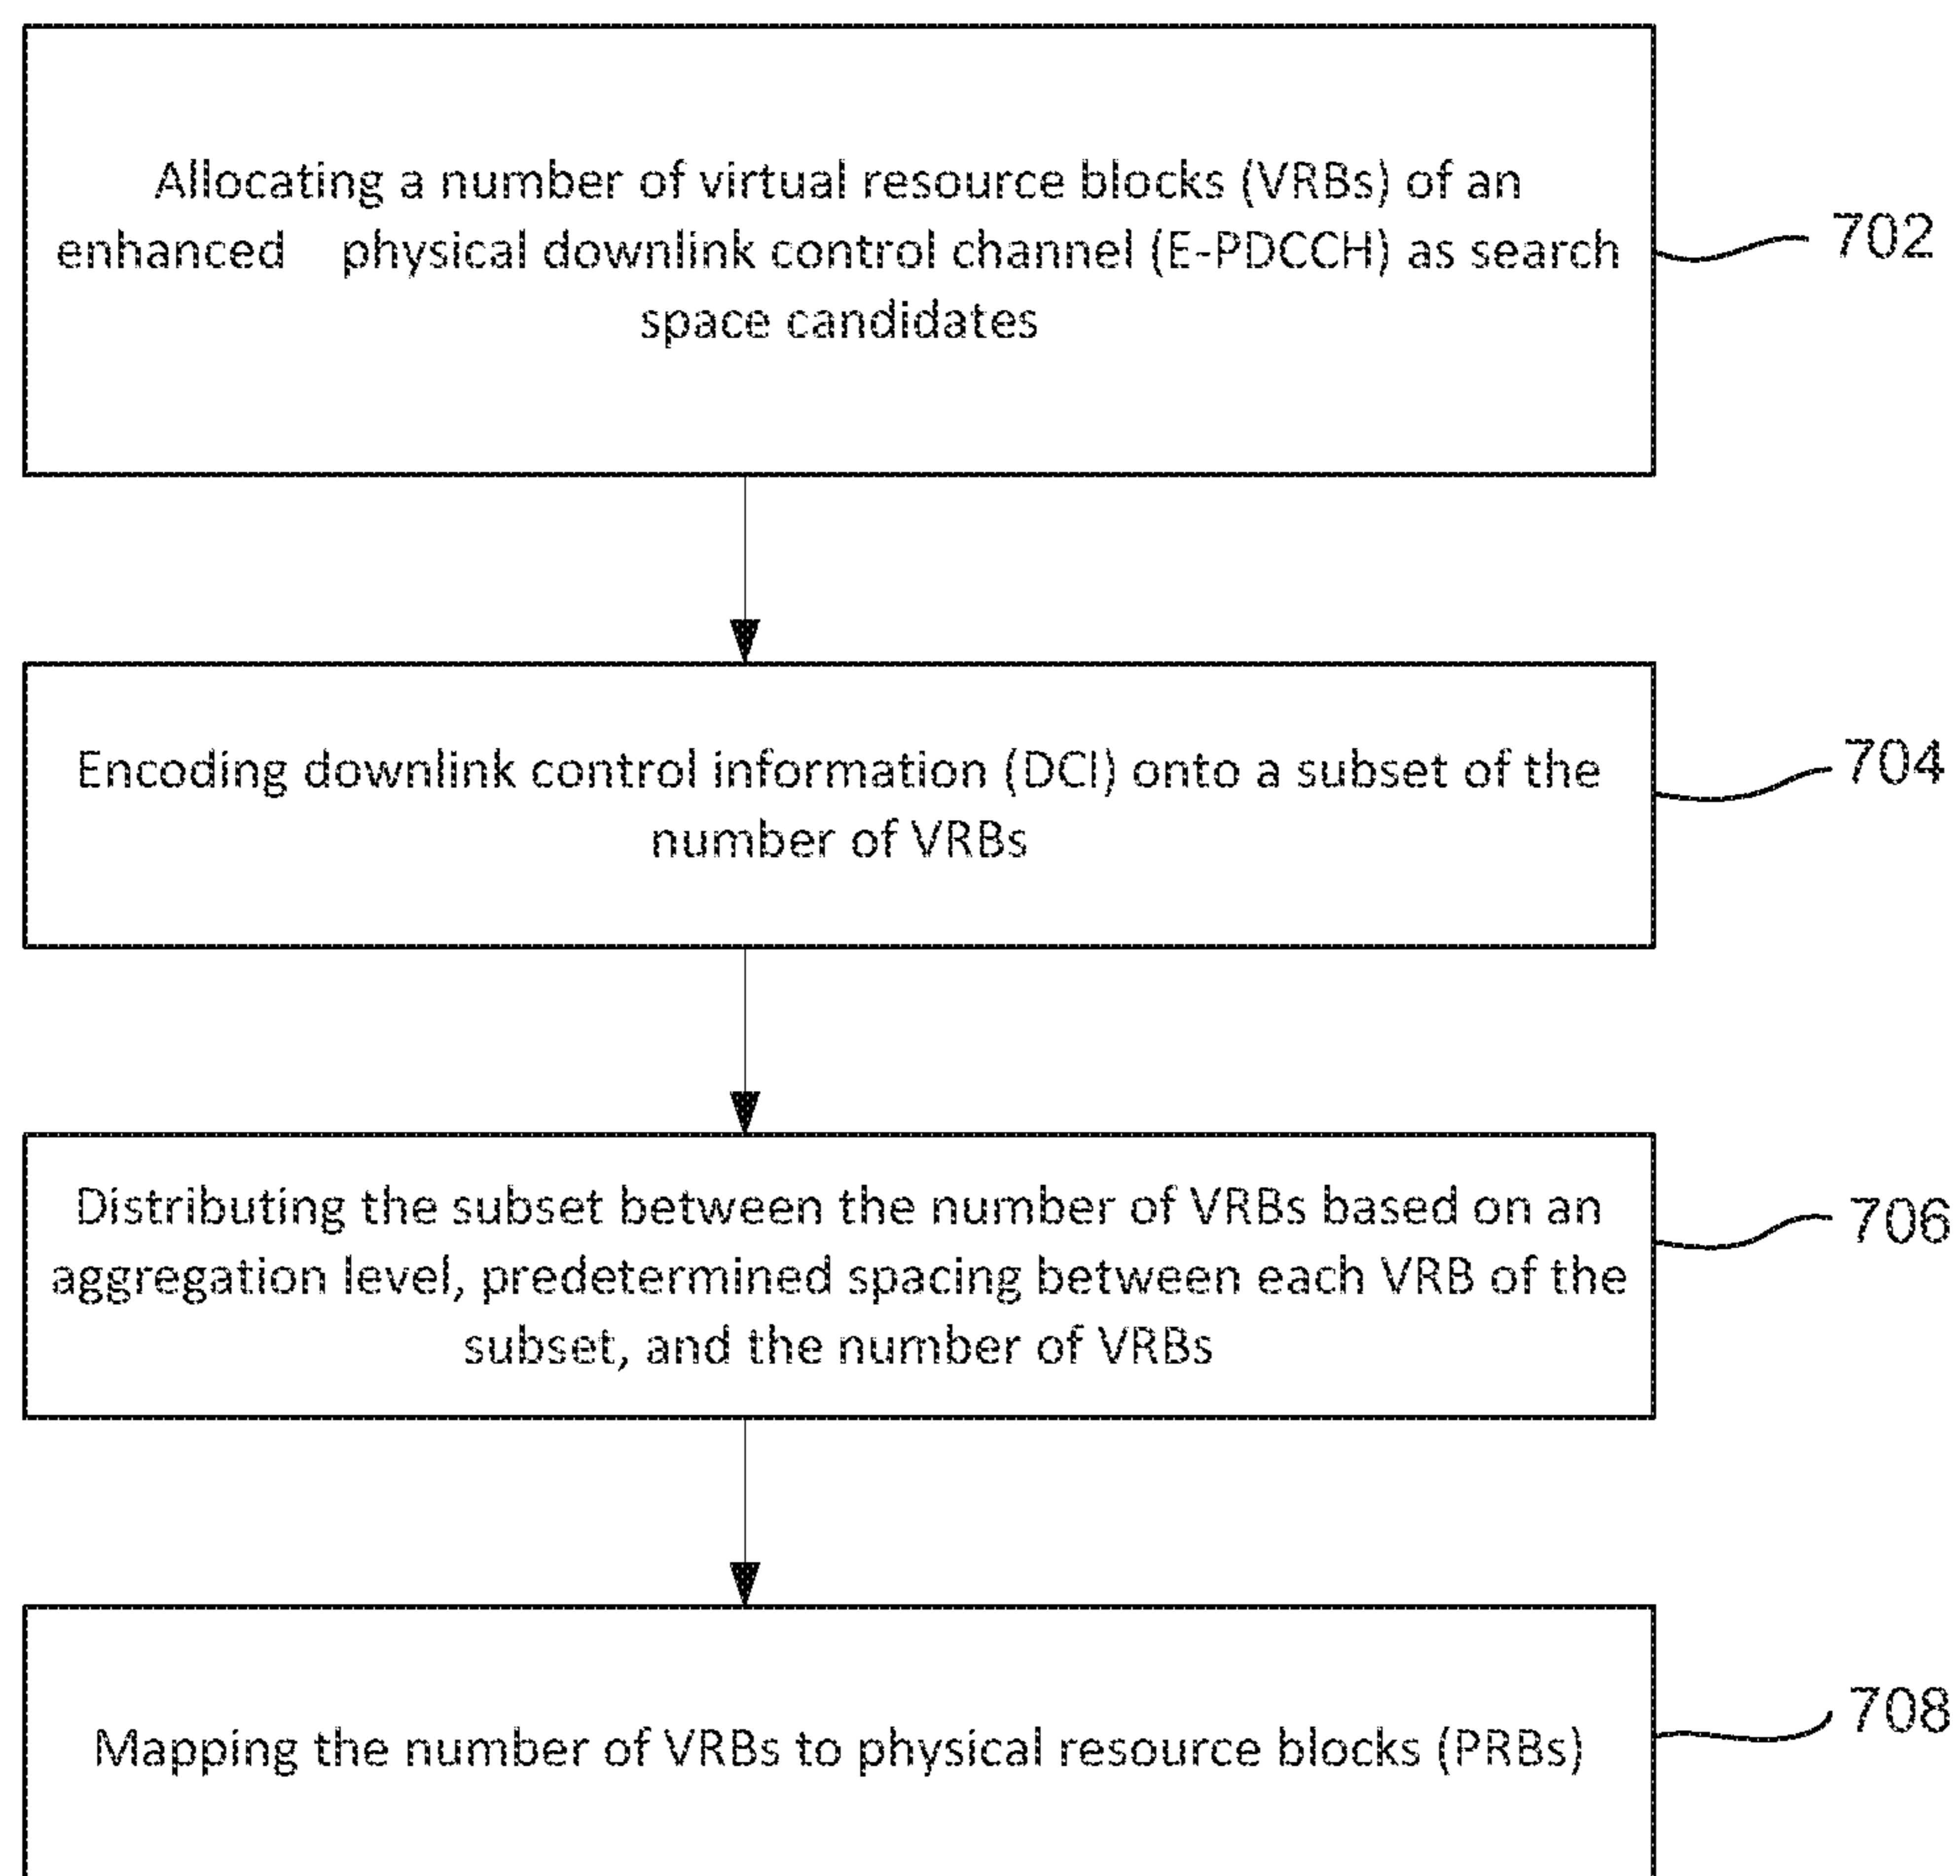 Allocating a number of virtual resource blocks (VRBs) of an
enhanced physical downlink control channel (E-PDCCH) as search
space candidates
702
Encoding downlink control information (DCI) onto a subset of the
number of VRBs
704
Distributing the subset between the number of VRBs based on an
aggregation level, predetermined spacing between each VRB of the
subset, and the number of VRBs
706
Mapping the number of VRBs to physical resource blocks (PRBs)
708